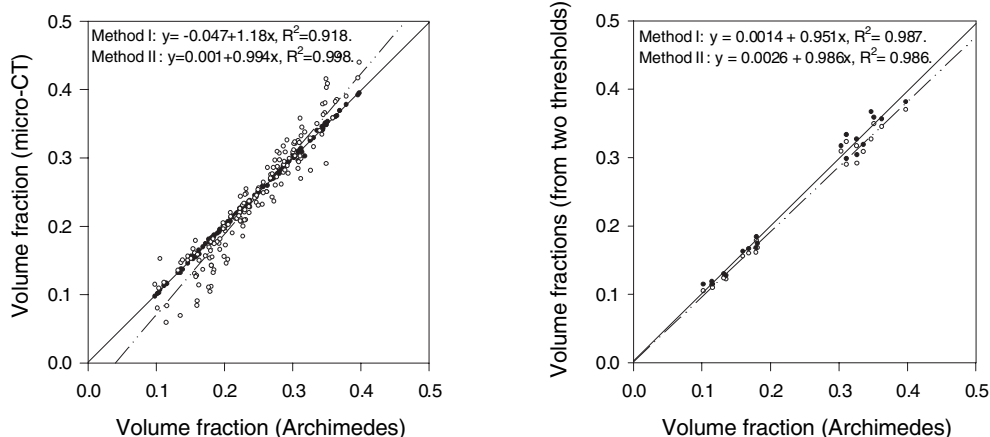 Volume fraction (micro-CT)
0.5
0.4
0.3
0.2
0.1
0.0
Method I: y= -0.047+1.18x, R²=0.918.
Method II: y=0.001+0.994x, R²=0.998.
0.0 0.1 0.2 0.3 0.4 0.5
Volume fraction (Archimedes)
Volume fractions (from two thresholds)
0.5
0.4
0.3
0.2
0.1
0.0
Method I: y = 0.0014 + 0.951x, R² = 0.987.
Method II: y = 0.0026 + 0.986x, R² = 0.986.
0.0 0.1 0.2 0.3 0.4 0.5
Volume fraction (Archimedes)